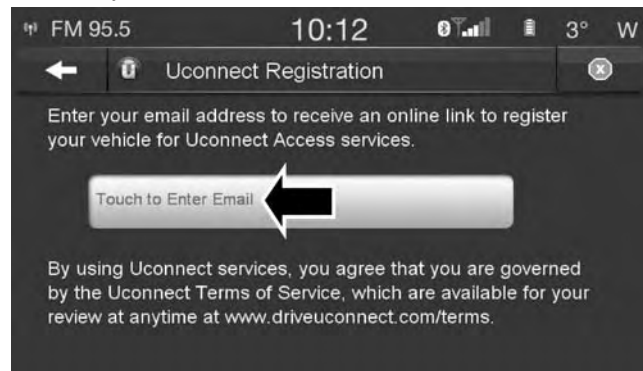 FM 95.5 10:12 3° W
Uconnect Registration
Enter your email address to receive an online link to register
your vehicle for Uconnect Access services.
Touch to Enter Email
By using Uconnect services, you agree that you are governed
by the Uconnect Terms of Service, which are available for your
review at anytime at www.driveuconnect.com/terms.